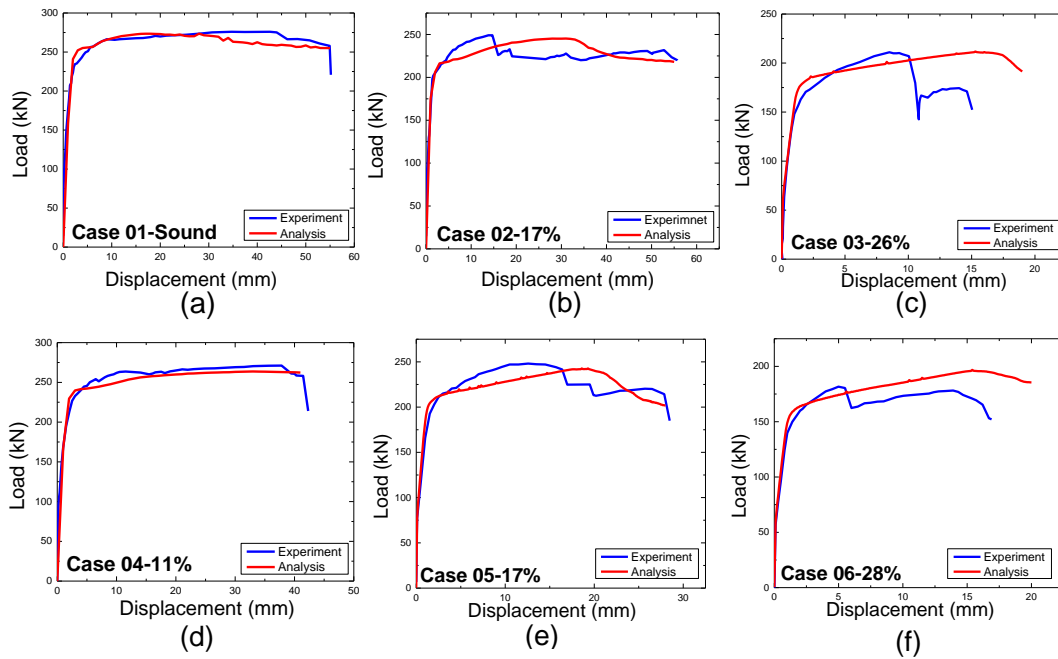 300
250
200
150
100
50
0
Load (kN)
Case 01-Sound
Experiment
Analysis
0 10 20 30 40 50 60
Displacement (mm)
(a)
250
200
150
100
50
0
Load (kN)
Case 02-17%
Experimnet
Analysis
0 10 20 30 40 50 60
Displacement (mm)
(b)
250
200
150
100
50
0
Load (kN)
Case 03-26%
Experiment
Analysis
0 5 10 15 20
Displacement (mm)
(c)
300
250
200
150
100
50
0
Load (kN)
Case 04-11%
Experiment
Analysis
0 10 20 30 40 50
Displacement (mm)
(d)
250
200
150
100
50
0
Load (kN)
Case 05-17%
Experiment
Analysis
0 10 20 30
Displacement (mm)
(e)
200
150
100
50
0
Load (kN)
Case 06-28%
Experiment
Analysis
0 5 10 15 20
Displacement (mm)
(f)